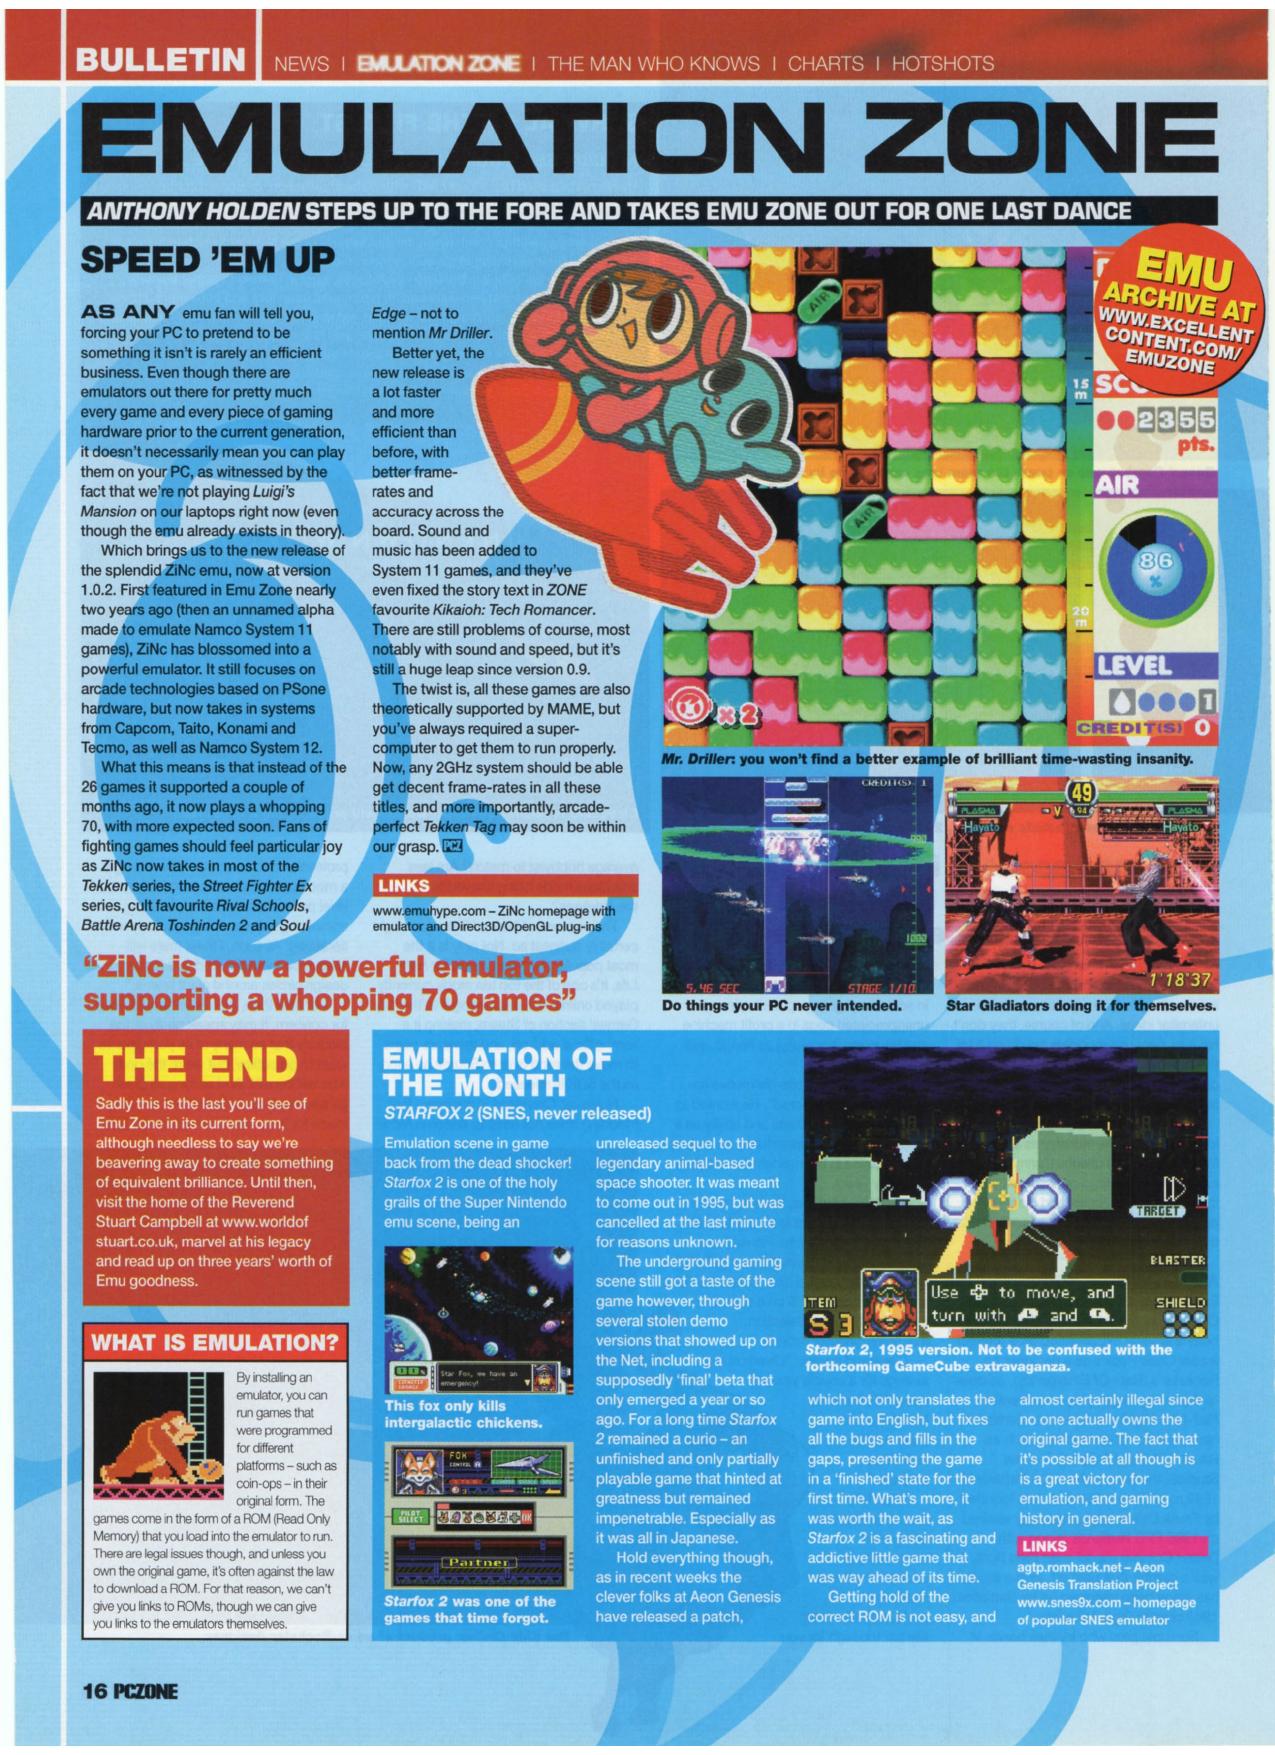 BULLETIN
NEWS | EMULATION ZONE | THE MAN WHO KNOWS | CHARTS | HOTSHOTS
EMULATION ZONE
ANTHONY HOLDEN STEPS UP TO THE FORE AND TAKES EMU ZONE OUT FOR ONE LAST DANCE
SPEED 'EM UP
AS ANY emu fan will tell you,
forcing your PC to pretend to be
something it isn't is rarely an efficient
business. Even though there are
emulators out there for pretty much
every game and every piece of gaming
hardware prior to the current generation,
it doesn't necessarily mean you can play
them on your PC, as witnessed by the
fact that we're not playing Luigi's
Mansion on our laptops right now (even
though the emu already exists in theory).
Which brings us to the new release of
the splendid ZiNc emu, now at version
1.0.2. First featured in Emu Zone nearly
two years ago (then an unnamed alpha
made to emulate Namco System 11
games), ZiNc has blossomed into a
powerful emulator. It still focuses on
arcade technologies based on PSone
hardware, but now takes in systems
from Capcom, Taito, Konami and
Tecmo, as well as Namco System 12.
What this means is that instead of the
26 games it supported a couple of
months ago, it now plays a whopping
70, with more expected soon. Fans of
fighting games should feel particular joy
as ZiNc now takes in most of the
Tekken series, the Street Fighter Ex
series, cult favourite Rival Schools,
Battle Arena Toshinden 2 and Soul
Edge – not to
mention Mr Driller.
Better yet, the
new release is
a lot faster
and more
efficient than
before, with
better frame-
rates and
accuracy across the
board. Sound and
music has been added to
System 11 games, and they've
even fixed the story text in ZONE
favourite Kikaioh: Tech Romancer.
There are still problems of course, most
notably with sound and speed, but it's
still a huge leap since version 0.9.
The twist is, all these games are also
theoretically supported by MAME, but
you've always required a super-
computer to get them to run properly.
Now, any 2GHz system should be able
get decent frame-rates in all these
titles, and more importantly, arcade-
perfect Tekken Tag may soon be within
our grasp. PCZ
LINKS
www.emuhype.com – ZiNc homepage with
emulator and Direct3D/OpenGL plug-ins
"ZiNc is now a powerful emulator,
supporting a whopping 70 games"
EMU
ARCHIVE AT
WWW.EXCELLENT
CONTENT.COM/
EMUZONE
AIR
AIR
15
m
2355
pts.
AIR
86
%
20
m
LEVEL
1
x 2
CREDIT(S) 0
Mr. Driller: you won't find a better example of brilliant time-wasting insanity.
CREDIT(S) 1
1000
5.46 SEC
STAGE 1/10
Do things your PC never intended.
49
PLASMA
PLASMA
Hayato
Hayato
1'18"37
Star Gladiators doing it for themselves.
THE END
Sadly this is the last you'll see of
Emu Zone in its current form,
although needless to say we're
beavering away to create something
of equivalent brilliance. Until then,
visit the home of the Reverend
Stuart Campbell at www.worldof
stuart.co.uk, marvel at his legacy
and read up on three years' worth of
Emu goodness.
WHAT IS EMULATION?
By installing an
emulator, you can
run games that
were programmed
for different
platforms – such as
coin-ops – in their
original form. The
games come in the form of a ROM (Read Only
Memory) that you load into the emulator to run.
There are legal issues though, and unless you
own the original game, it's often against the law
to download a ROM. For that reason, we can't
give you links to ROMs, though we can give
you links to the emulators themselves.
EMULATION OF
THE MONTH
STARFOX 2 (SNES, never released)
Emulation scene in game
back from the dead shocker!
Starfox 2 is one of the holy
grails of the Super Nintendo
emu scene, being an
00%
Star Fox, we have an
emergency!
This fox only kills
intergalactic chickens.
FOX
CONTROL A
PILOT
SELECT
OK
Partner
Starfox 2 was one of the
games that time forgot.
unreleased sequel to the
legendary animal-based
space shooter. It was meant
to come out in 1995, but was
cancelled at the last minute
for reasons unknown.
The underground gaming
scene still got a taste of the
game however, through
several stolen demo
versions that showed up on
the Net, including a
supposedly 'final' beta that
only emerged a year or so
ago. For a long time Starfox
2 remained a curio – an
unfinished and only partially
playable game that hinted at
greatness but remained
impenetrable. Especially as
it was all in Japanese.
Hold everything though,
as in recent weeks the
clever folks at Aeon Genesis
have released a patch,
TARGET
BLASTER
ITEM
S 3
Use to move, and
turn with L and R.
SHIELD
Starfox 2, 1995 version. Not to be confused with the
forthcoming GameCube extravaganza.
which not only translates the
game into English, but fixes
all the bugs and fills in the
gaps, presenting the game
in a 'finished' state for the
first time. What's more, it
was worth the wait, as
Starfox 2 is a fascinating and
addictive little game that
was way ahead of its time.
Getting hold of the
correct ROM is not easy, and
almost certainly illegal since
no one actually owns the
original game. The fact that
it's possible at all though is
is a great victory for
emulation, and gaming
history in general.
LINKS
agtp.romhack.net – Aeon
Genesis Translation Project
www.snes9x.com – homepage
of popular SNES emulator
16 PCZONE